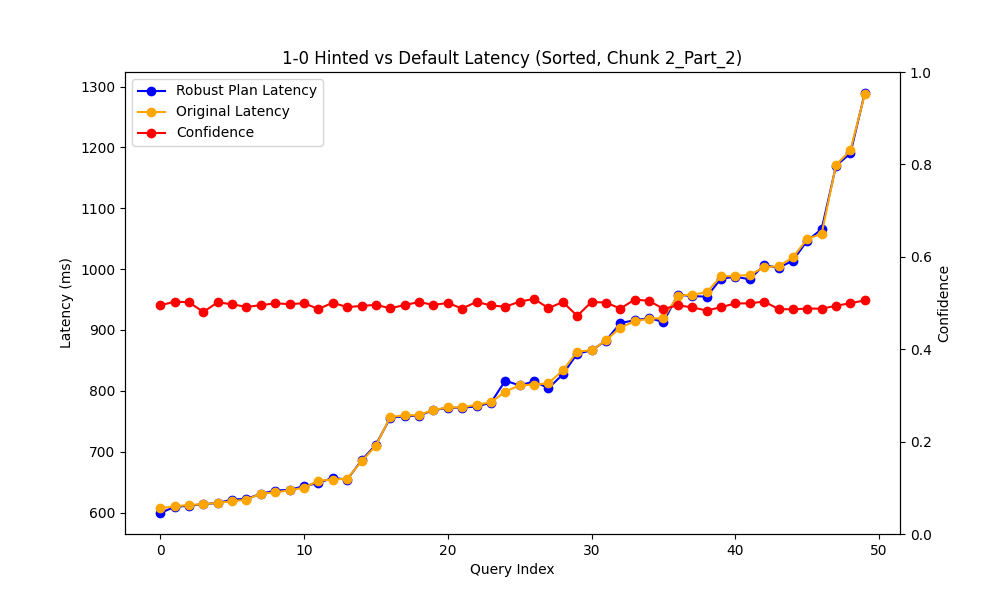 1-0 Hinted vs Default Latency (Sorted, Chunk 2_Part_2)
Robust Plan Latency
Original Latency
Confidence
Latency (ms)
1300
1200
1100
1000
900
800
700
600
1.0
0.8
0.6
0.4
0.2
0.0
Confidence
0 10 20 30 40 50
Query Index